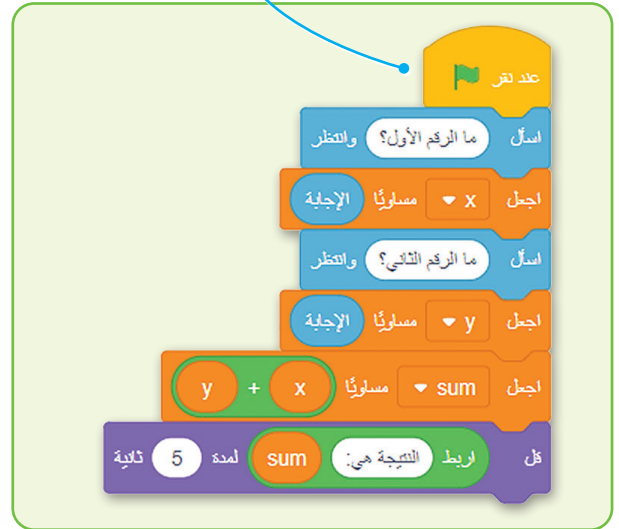 عند نقر
اسأل ما الرقم الأول؟ وانتظر
اجعل x مساويًا الإجابة
اسأل ما الرقم الثاني؟ وانتظر
اجعل y مساويًا الإجابة
اجعل sum مساويًا x + y
قل اربط النتيجة هي: sum لمدة 5 ثانية